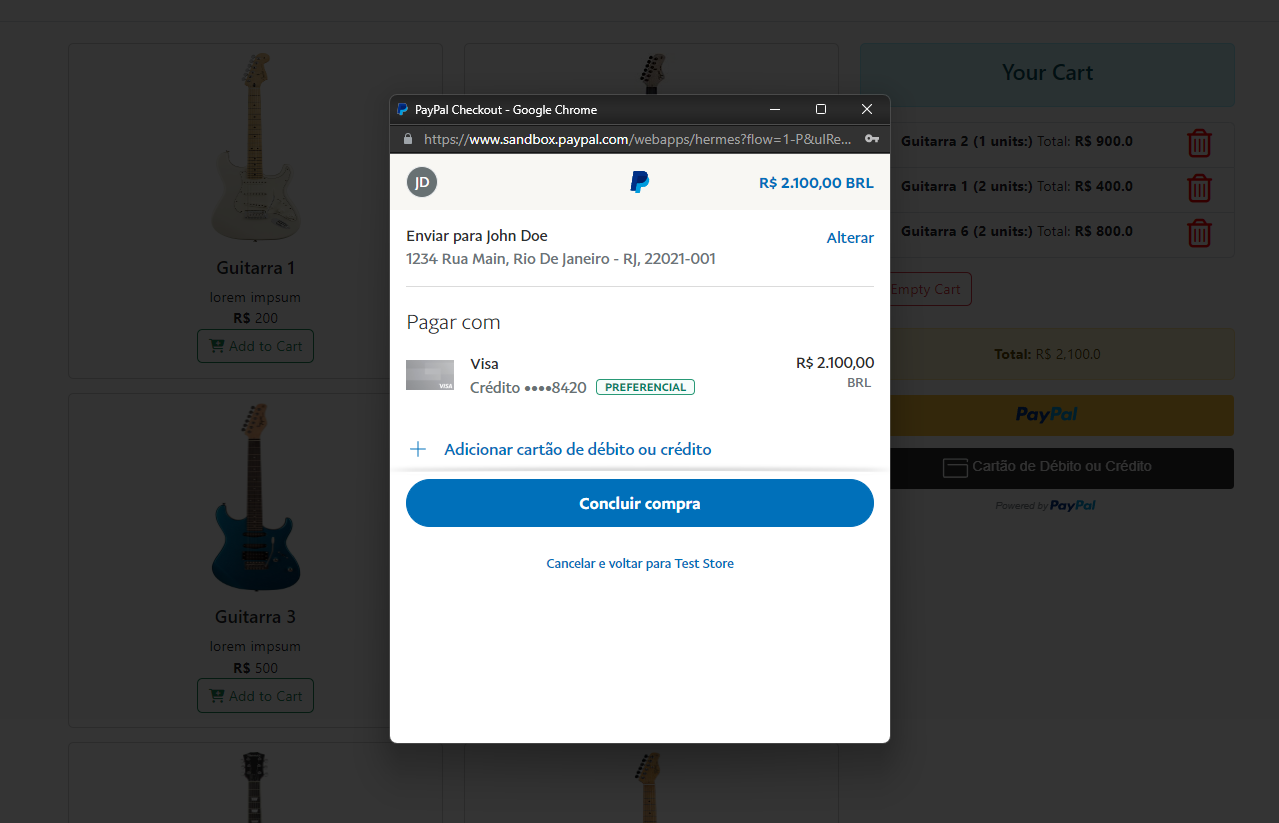 Your Cart
Guitarra 2 (1 units:) Total: R$ 900.0
Guitarra 1 (2 units:) Total: R$ 400.0
Guitarra 6 (2 units:) Total: R$ 800.0
Empty Cart
Total: R$ 2,100.0
PayPal
Cartão de Débito ou Crédito
Powered by PayPal
Guitarra 1
lorem impsum
R$ 200
Add to Cart
Guitarra 3
lorem impsum
R$ 500
Add to Cart
PayPal Checkout - Google Chrome
https://www.sandbox.paypal.com/webapps/hermes?flow=1-P&ulRe...
JD
R$ 2.100,00 BRL
Enviar para John Doe
Alterar
1234 Rua Main, Rio De Janeiro - RJ, 22021-001
Pagar com
Visa
R$ 2.100,00
VISA
Crédito ••••8420 PREFERENCIAL
BRL
Adicionar cartão de débito ou crédito
Concluir compra
Cancelar e voltar para Test Store